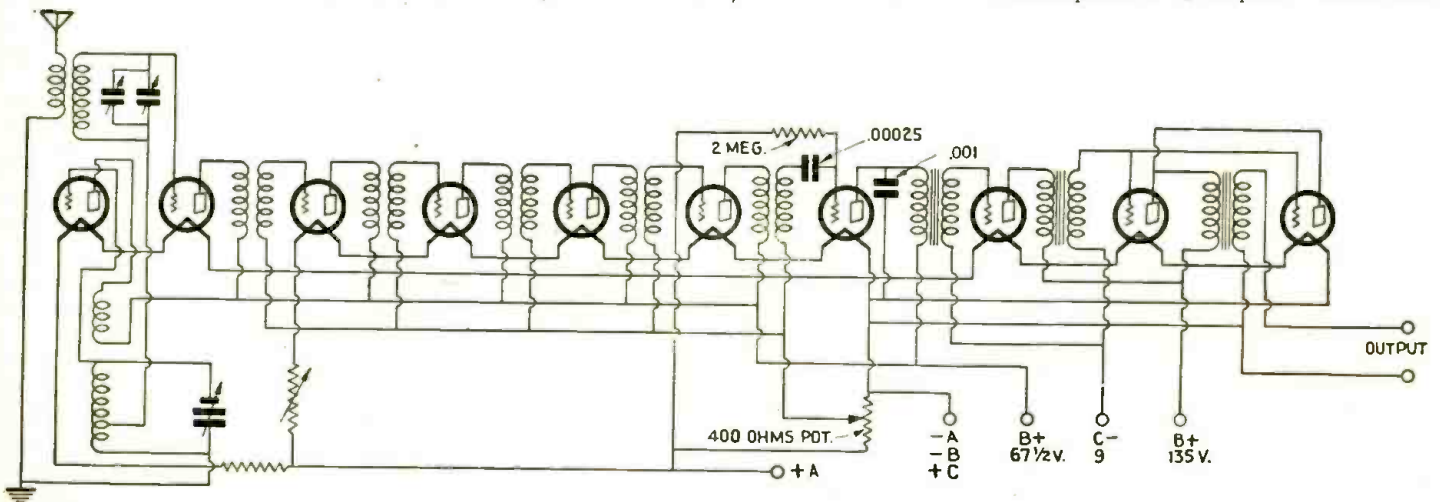 2 MEG.
.00025
.001
400 OHMS POT.
+A
-A
-B
+C
B+
67½V.
C-
9
B+
135 V.
OUTPUT